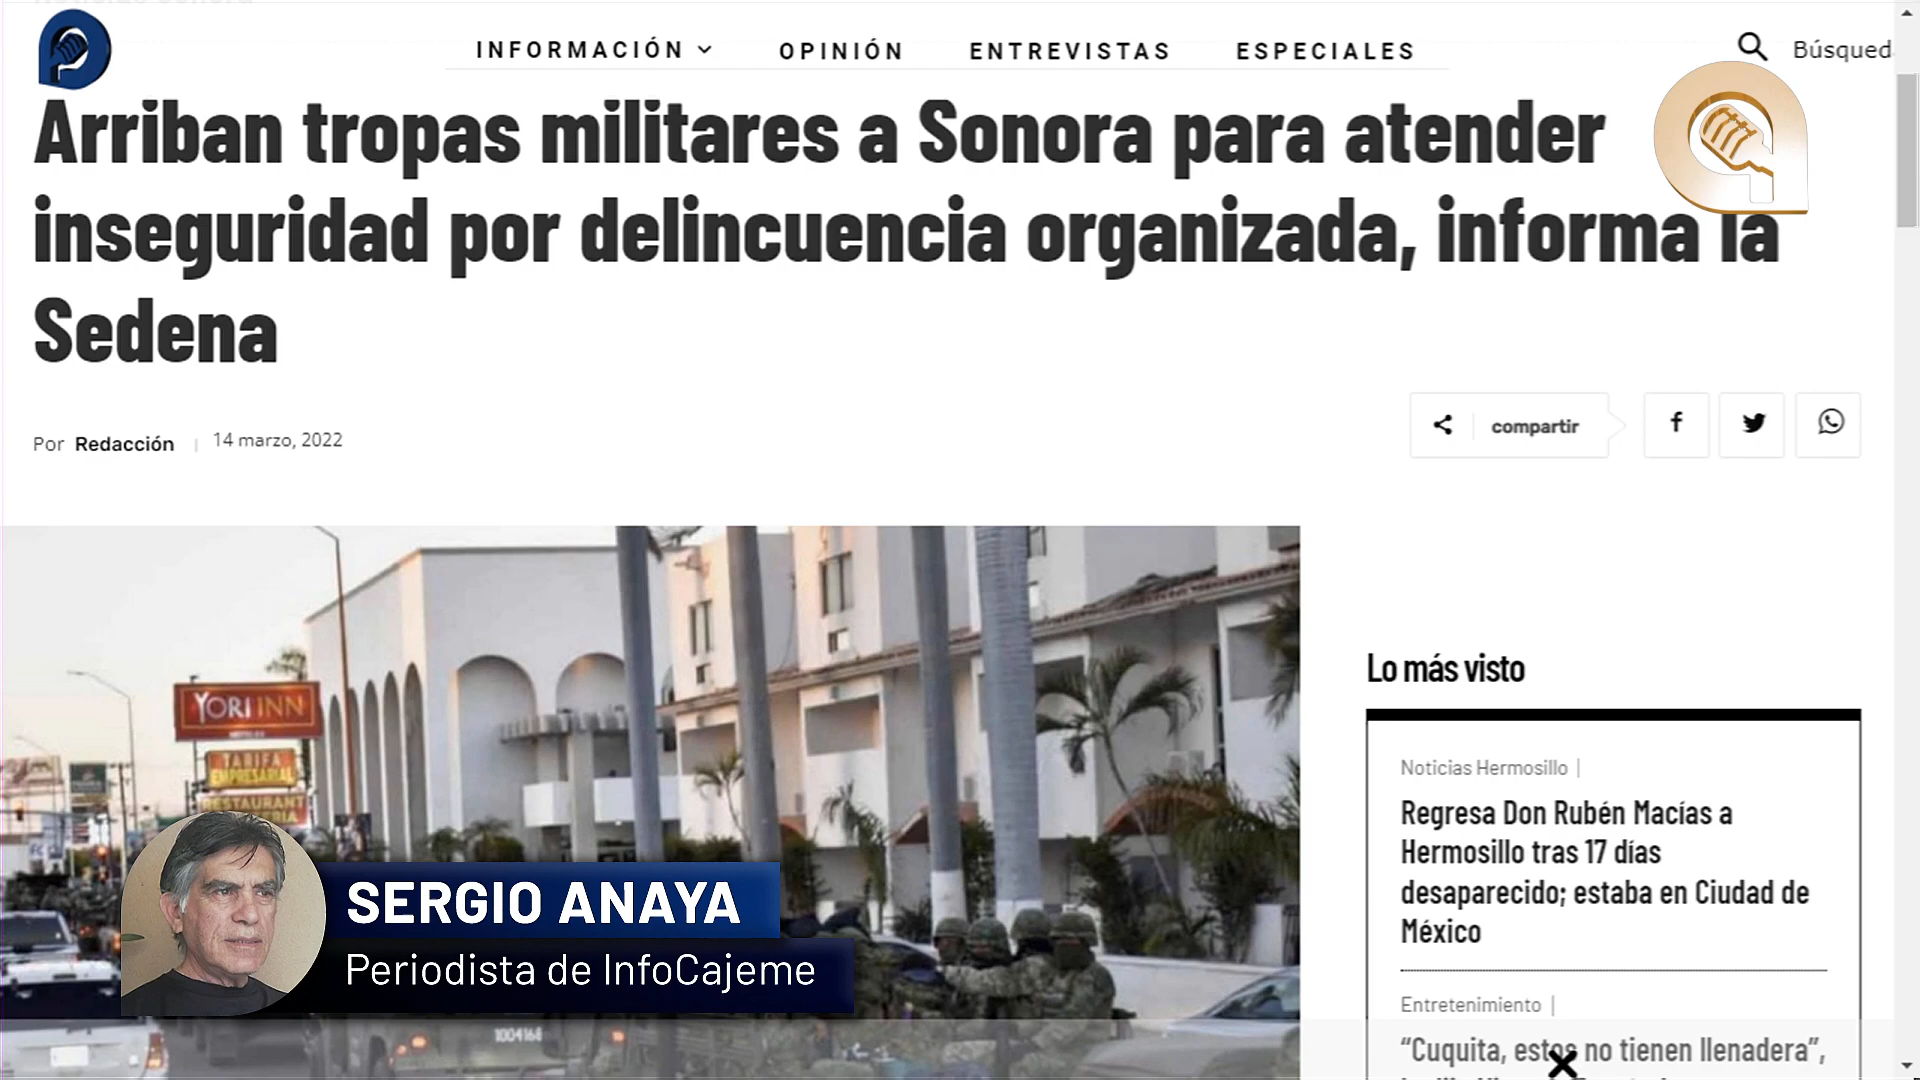 INFORMACIÓN
OPINIÓN
ENTREVISTAS
ESPECIALES
Búsqued
Arriban tropas militares a Sonora para atender
inseguridad por delincuencia organizada, informa la
Sedena
Por Redacción | 14 marzo, 2022
compartir
YORI INN
HOTELES
TARIFA
EMPRESARIAL
RESTAURANT
Lo más visto
Noticias Hermosillo |
Regresa Don Rubén Macías a
Hermosillo tras 17 días
desaparecido; estaba en Ciudad de
México
Entretenimiento |
“Cuquita, estos no tienen llenadera”,
SERGIO ANAYA
Periodista de InfoCajeme
1004168